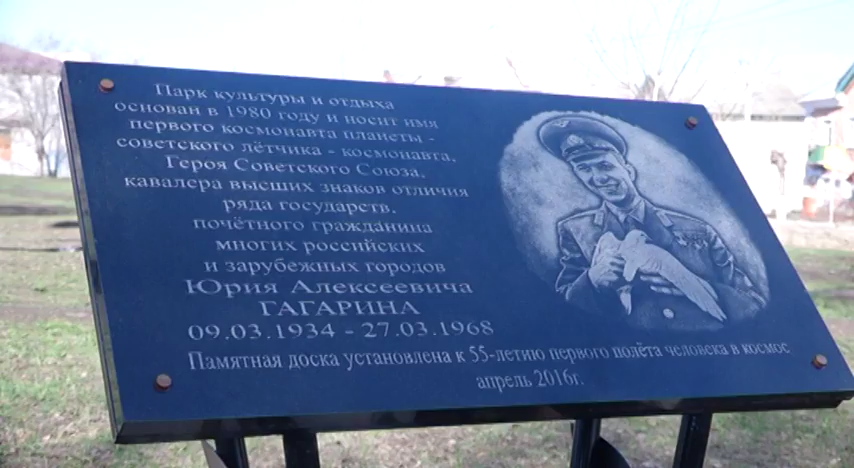 Парк культуры и отдыха
основан в 1980 году и носит имя
первого космонавта планеты -
советского лётчика - космонавта,
Героя Советского Союза,
кавалера высших знаков отличия
ряда государств,
почётного гражданина
многих российских
и зарубежных городов
Юрия Алексеевича
ГАГАРИНА
09.03.1934 - 27.03.1968
Памятная доска установлена к 55-летию первого полёта человека в космос
апрель 2016г.